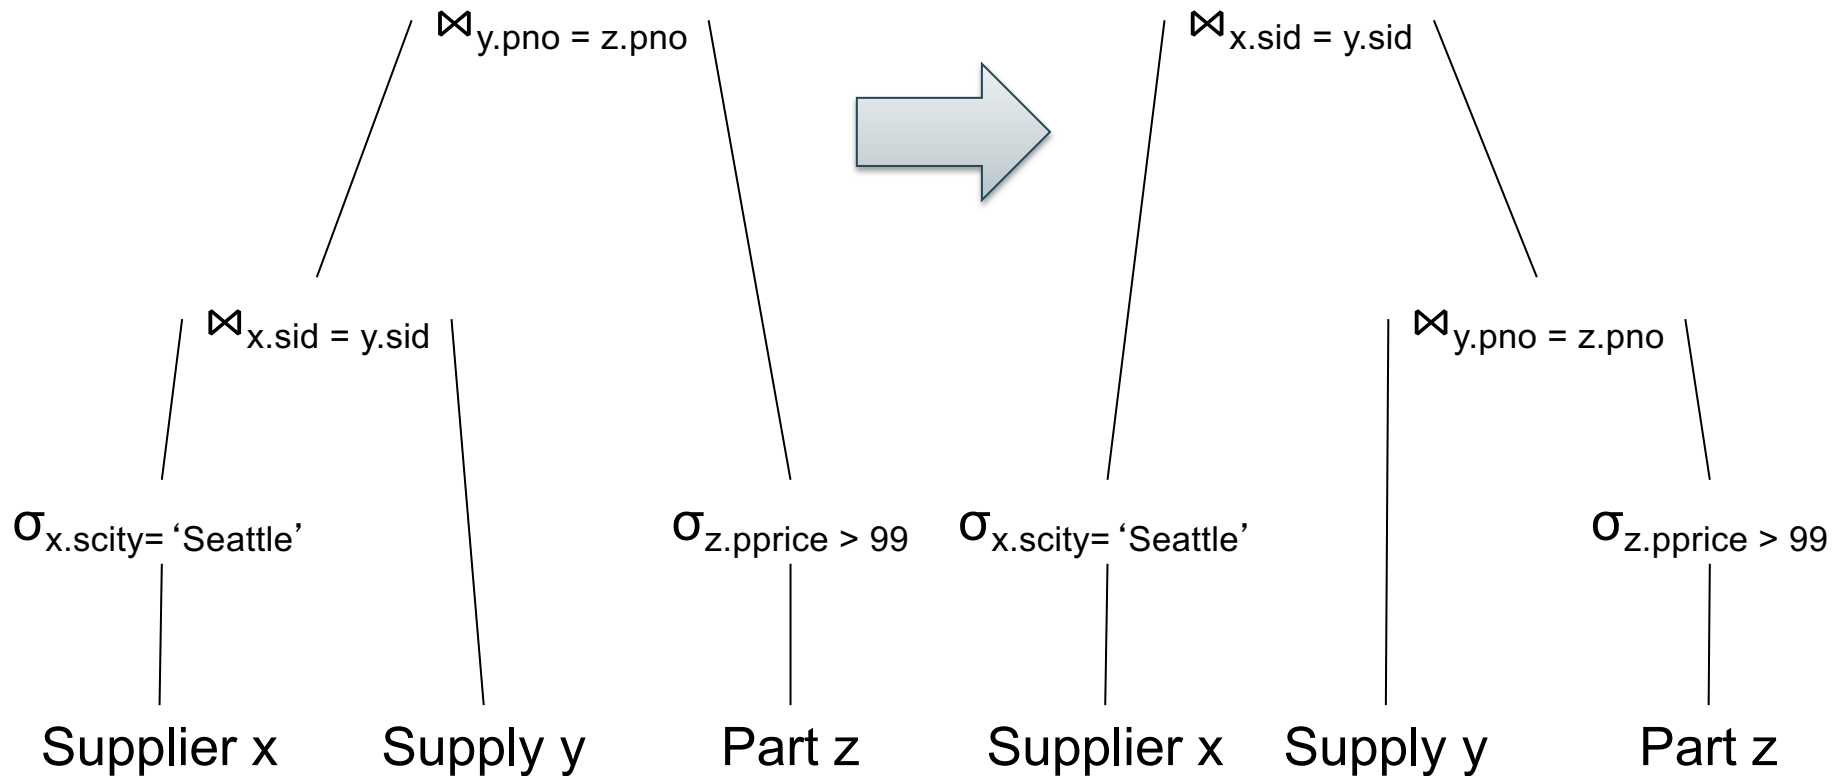 ⋈y.pno = z.pno
⋈x.sid = y.sid
⋈x.sid = y.sid
⋈y.pno = z.pno
σx.scity= ‘Seattle’
σz.pprice > 99
σx.scity= ‘Seattle’
σz.pprice > 99
Supplier x
Supply y
Part z
Supplier x
Supply y
Part z